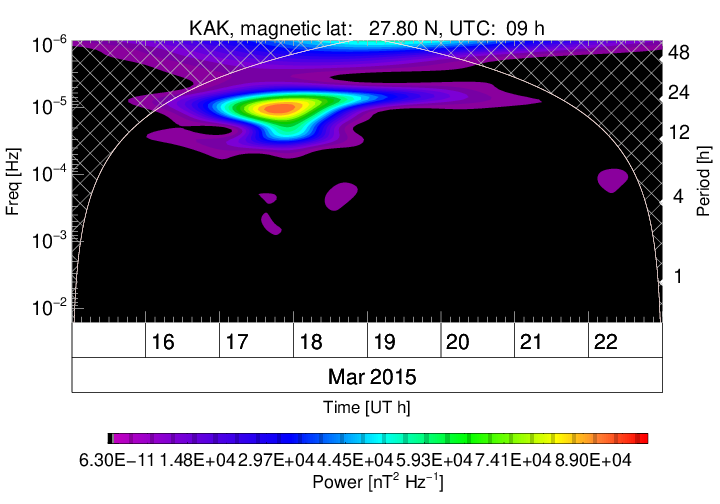 KAK, magnetic lat: 27.80 N, UTC: 09 h
10⁻⁶
10⁻⁵
10⁻⁴
10⁻³
10⁻²
Freq [Hz]
48
24
12
4
1
Period [h]
16 17 18 19 20 21 22
Mar 2015
Time [UT h]
6.30E−11 1.48E+04 2.97E+04 4.45E+04 5.93E+04 7.41E+04 8.90E+04
Power [nT² Hz⁻¹]